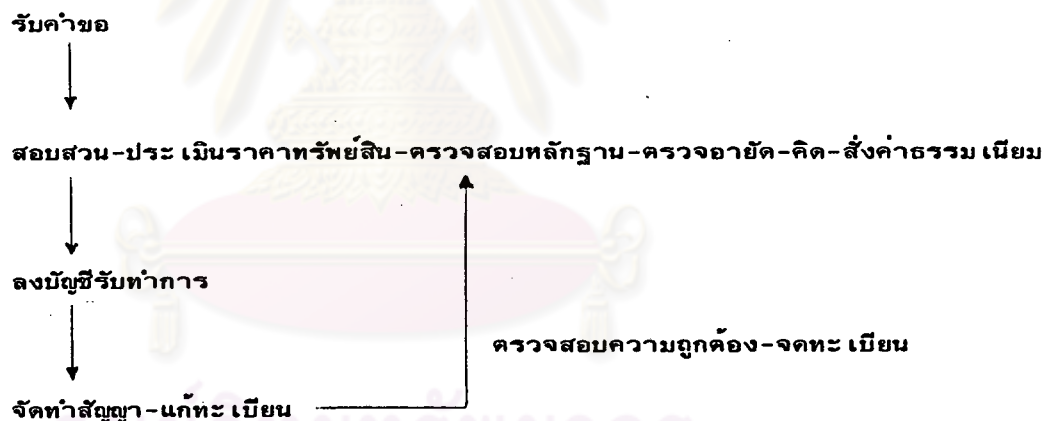 รับคำขอ
สอบสวน-ประเมินราคาทรัพย์สิน-ตรวจสอบหลักฐาน-ตรวจอายัด-คิด-สั่งค่าธรรมเนียม
ลงบัญชีรับทำการ
ตรวจสอบความถูกต้อง-จดทะเบียน
จัดทำสัญญา-แก้ทะเบียน